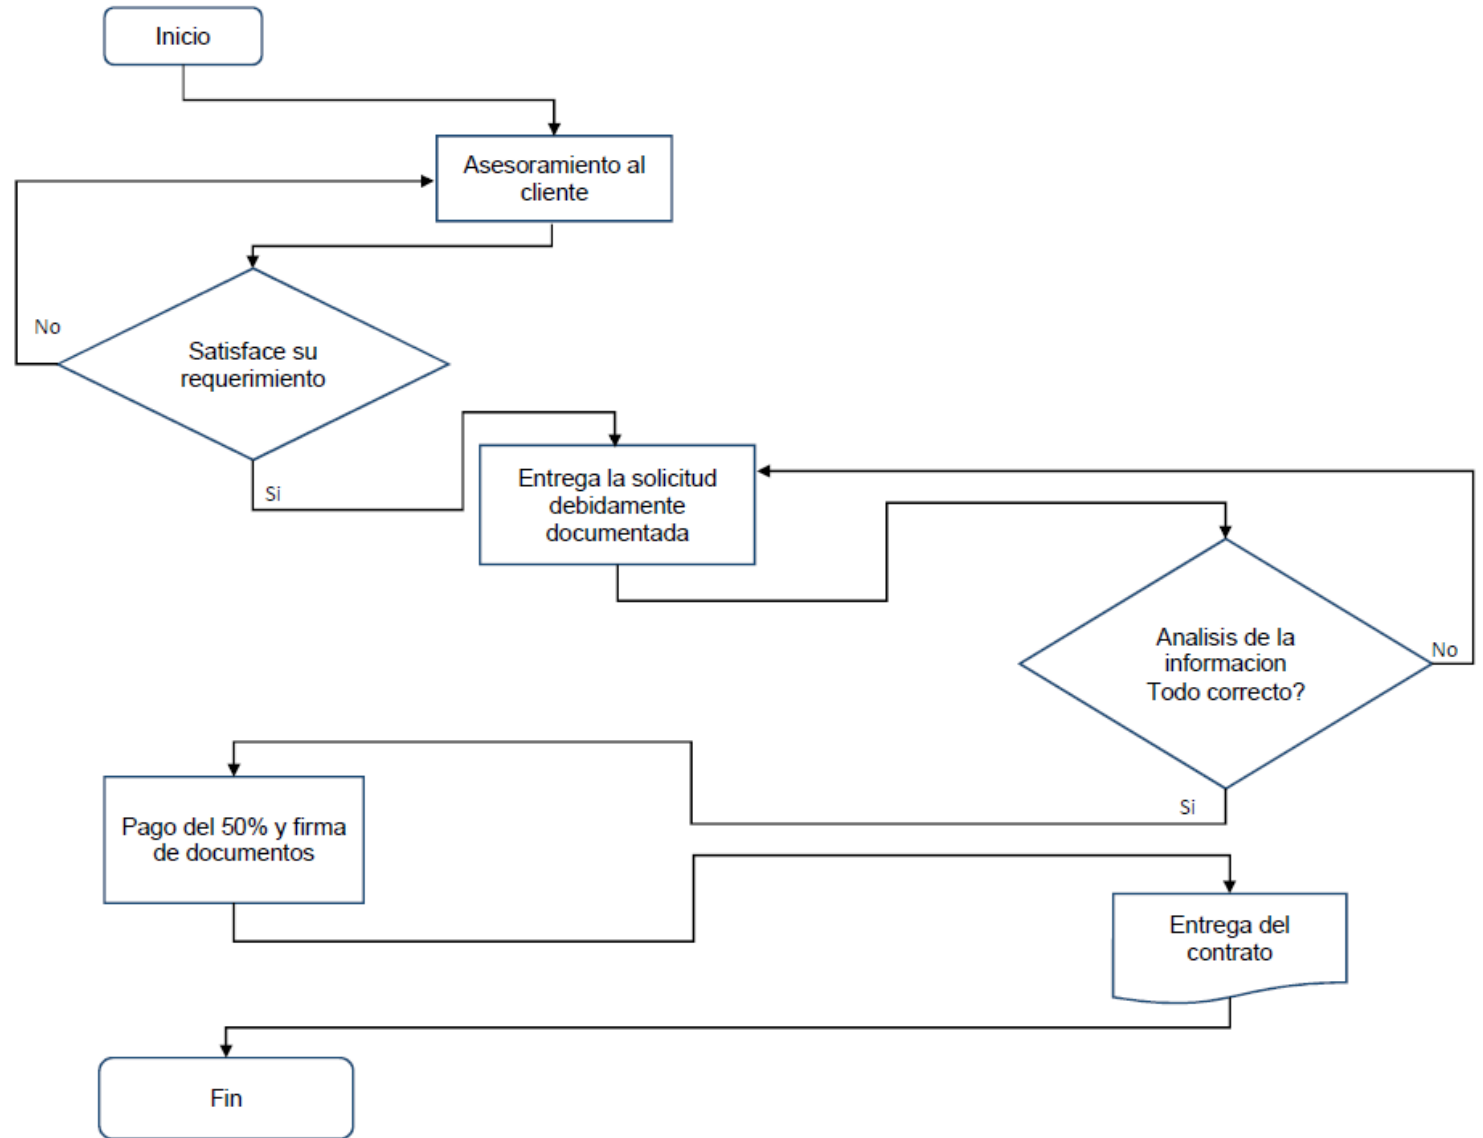 Inicio
Asesoramiento al
cliente
No
Satisface su
requerimiento
Si
Entrega la solicitud
debidamente
documentada
Analisis de la
informacion
Todo correcto?
No
Si
Pago del 50% y firma
de documentos
Entrega del
contrato
Fin